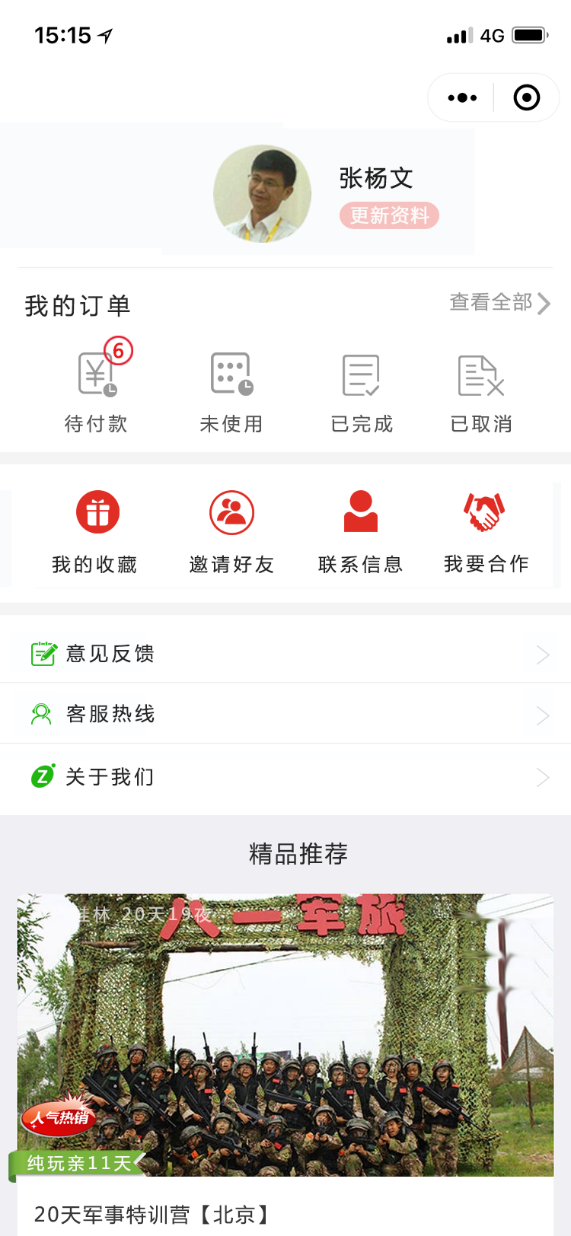 15:15
4G
张杨文
更新资料
我的订单
查看全部
6
待付款 未使用 已完成 已取消
我的收藏 邀请好友 联系信息 我要合作
意见反馈
客服热线
Z
关于我们
精品推荐
桂林 20天19夜
八一军旅
人气热销
纯玩亲11天
20天军事特训营【北京】